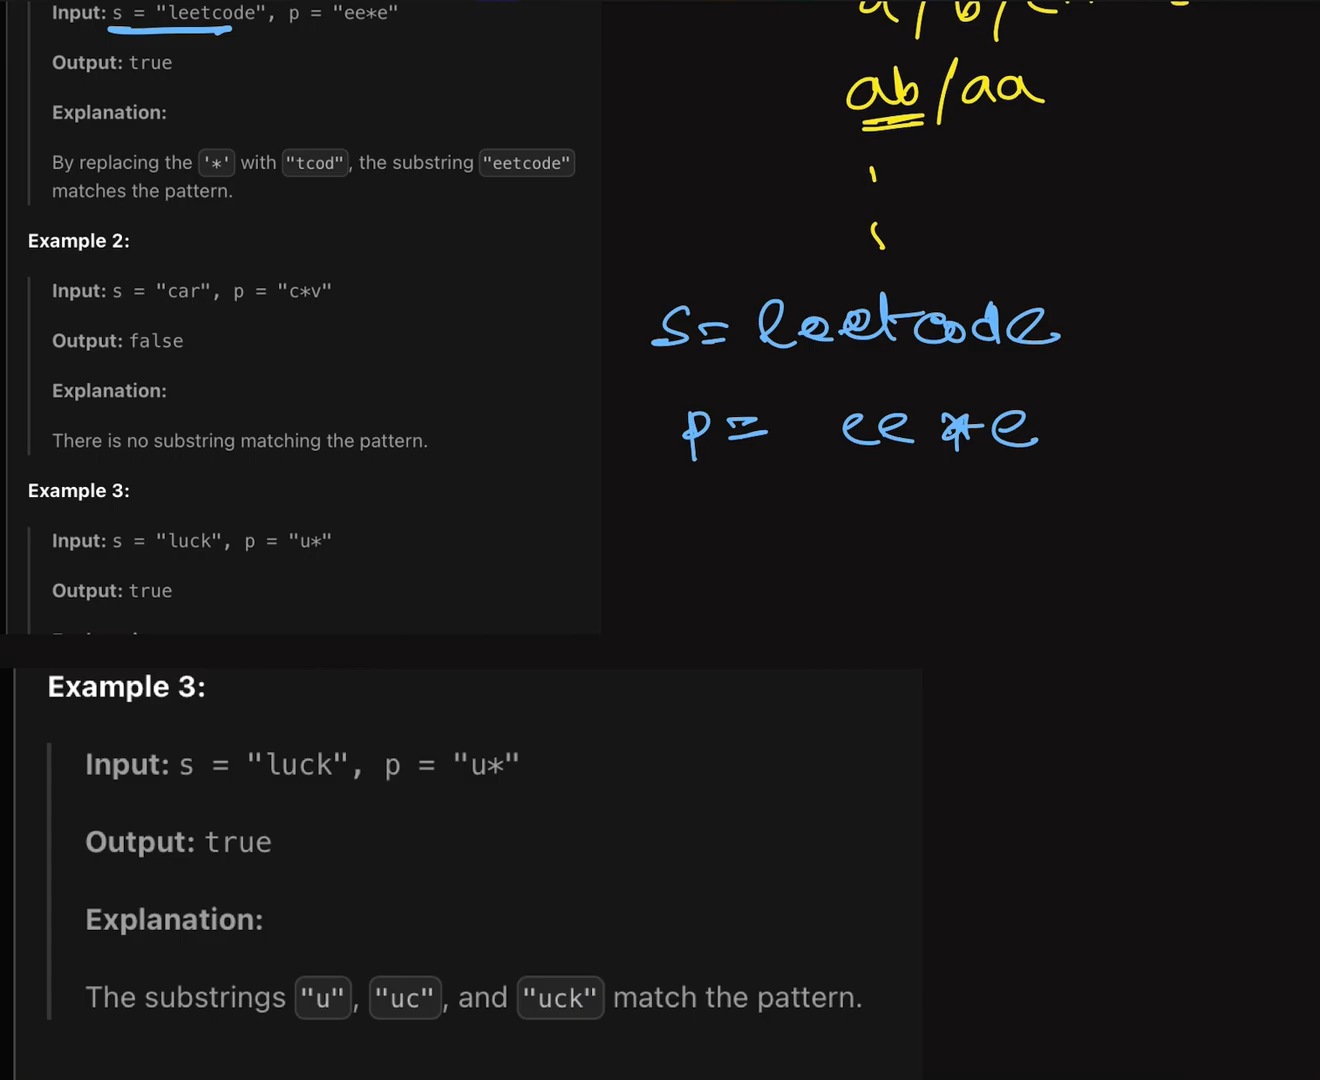 Input: s = "leetcode", p = "ee*e"
Output: true
Explanation:
By replacing the '*' with "tcod", the substring "eetcode"
matches the pattern.
Example 2:
Input: s = "car", p = "c*v"
Output: false
Explanation:
There is no substring matching the pattern.
Example 3:
Input: s = "luck", p = "u*"
Output: true
ab/aa
s= leetcode
p= ee*e
Example 3:
Input: s = "luck", p = "u*"
Output: true
Explanation:
The substrings "u", "uc", and "uck" match the pattern.